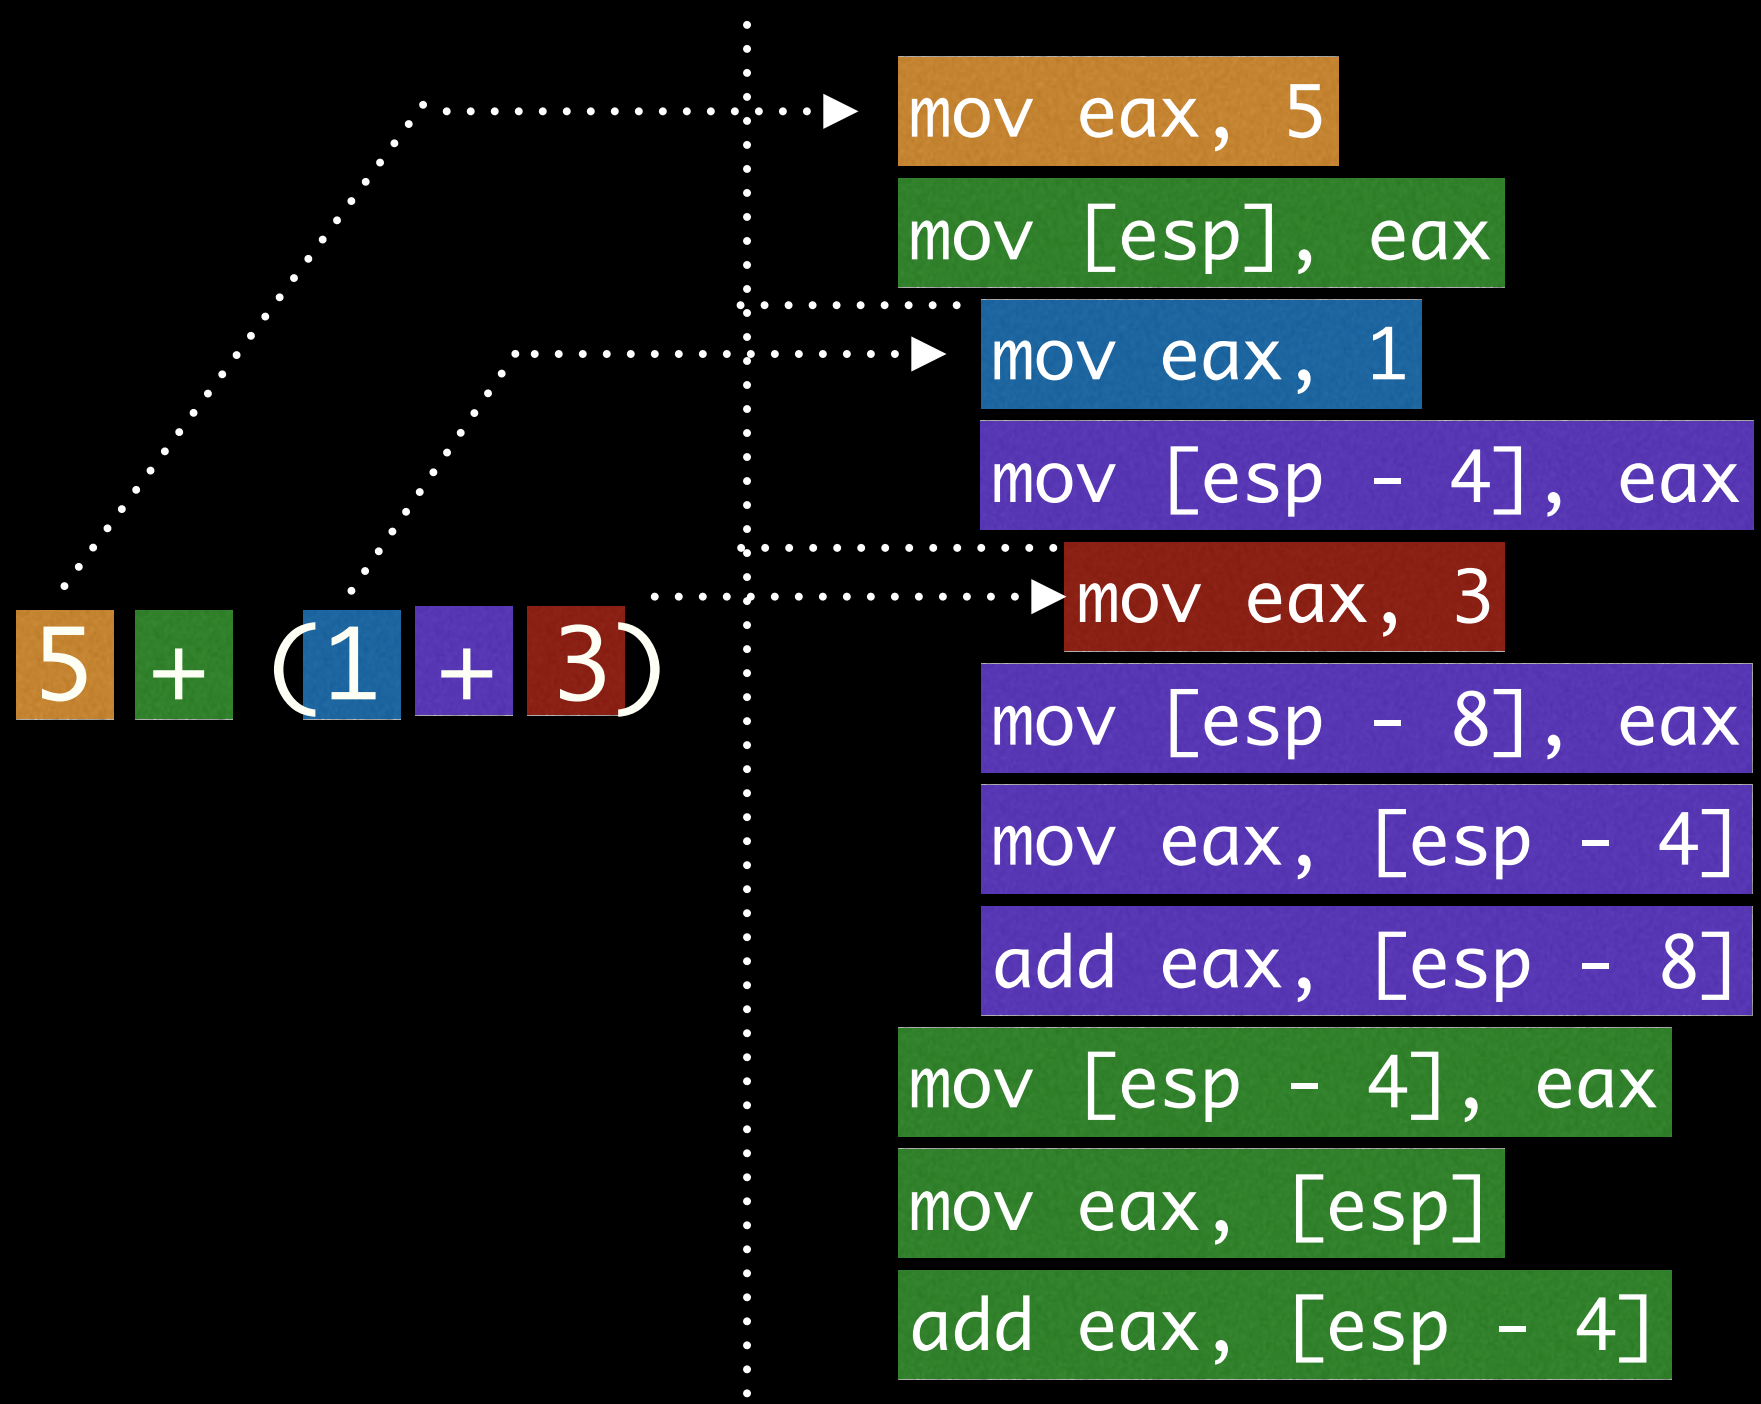 5 + (1 + 3)
mov eax, 5
mov [esp], eax
mov eax, 1
mov [esp - 4], eax
mov eax, 3
mov [esp - 8], eax
mov eax, [esp - 4]
add eax, [esp - 8]
mov [esp - 4], eax
mov eax, [esp]
add eax, [esp - 4]